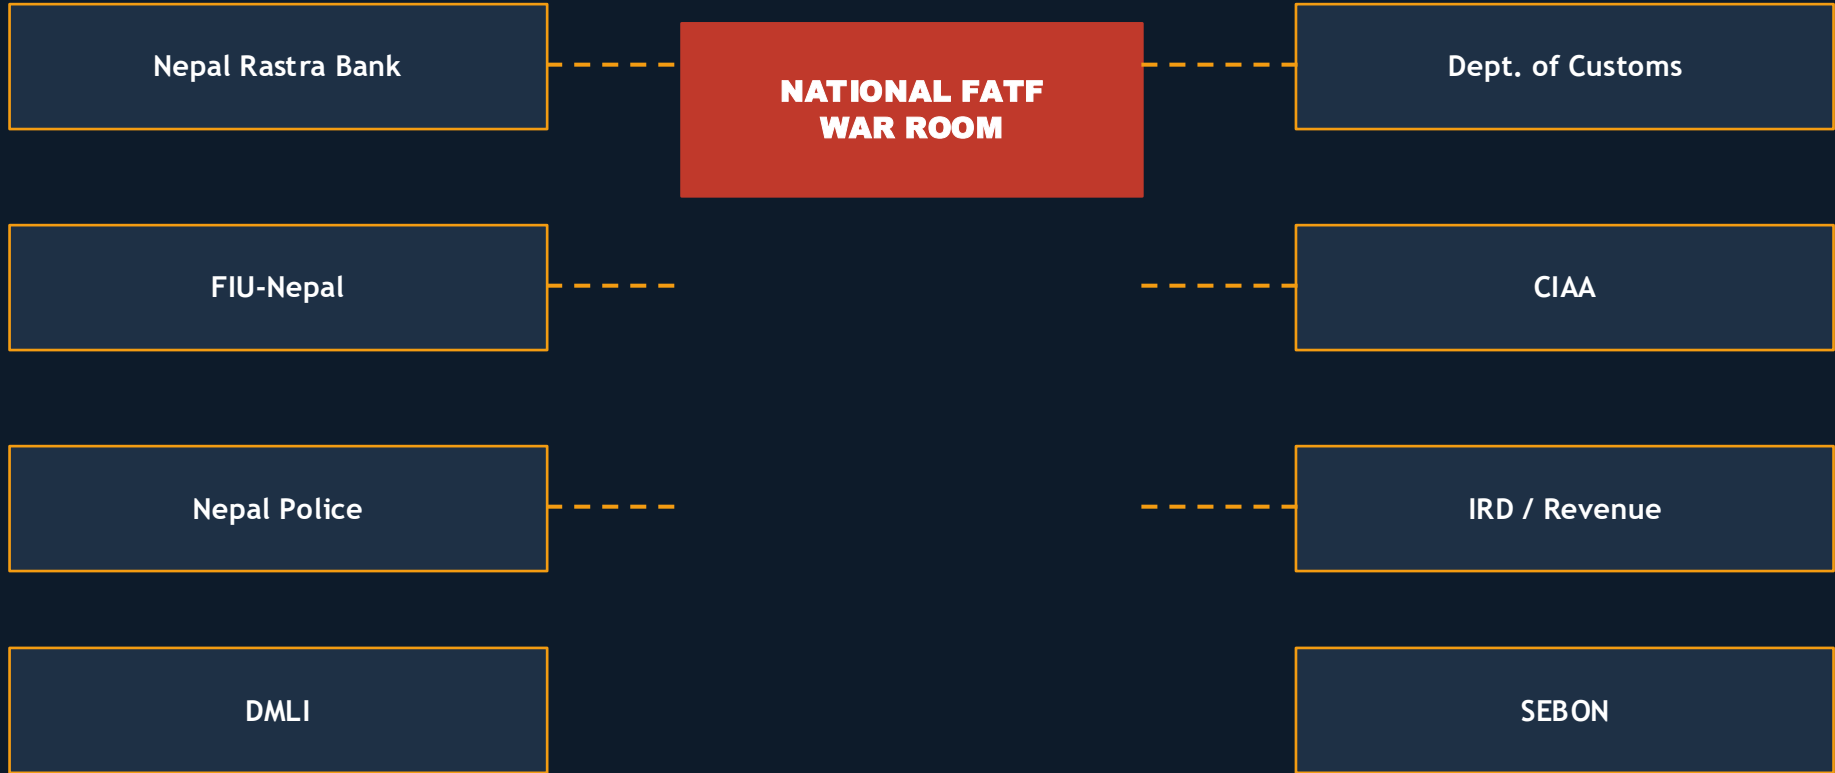 Nepal Rastra Bank
NATIONAL FATF
WAR ROOM
Dept. of Customs
FIU-Nepal
CIAA
Nepal Police
IRD / Revenue
DMLI
SEBON